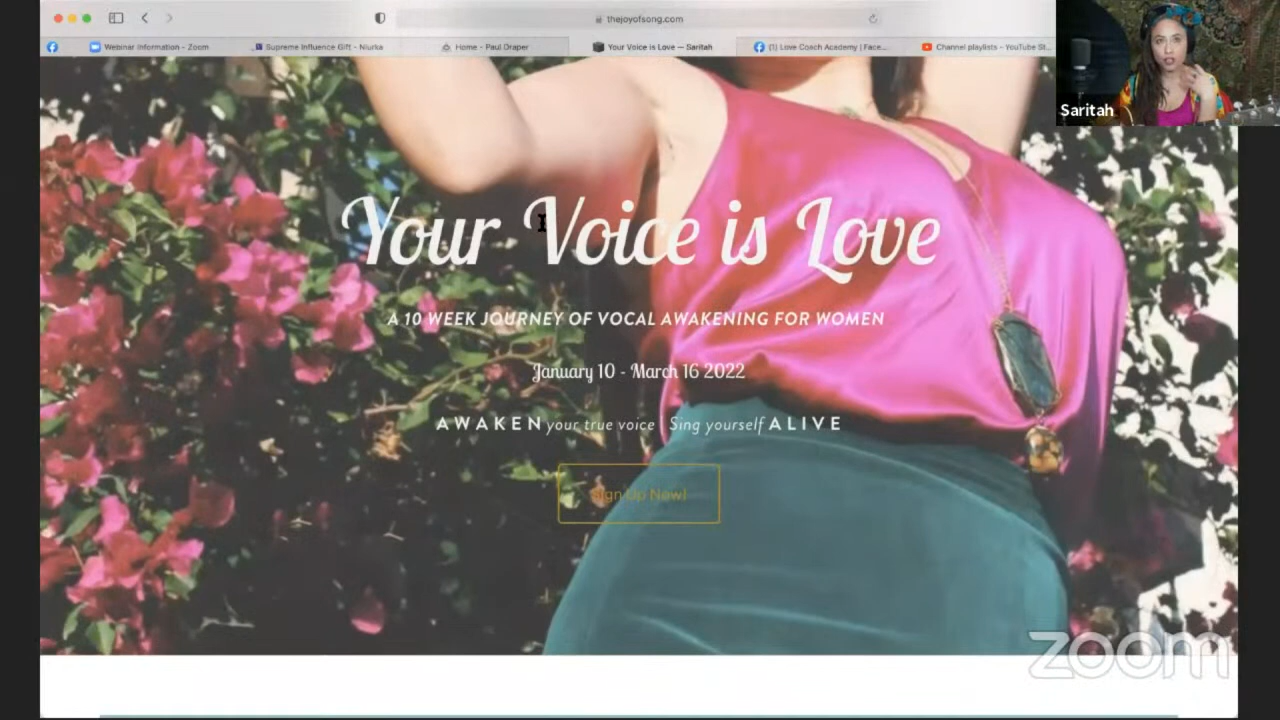 thejoyofsong.com
Webinar Information - Zoom
Supreme Influence Gift - Niurka
Home - Paul Draper
Your Voice is Love — Saritah
(1) Love Coach Academy | Face...
Channel playlists - YouTube St...
Saritah
Your Voice is Love
A 10 WEEK JOURNEY OF VOCAL AWAKENING FOR WOMEN
January 10 - March 16 2022
AWAKEN your true voice | Sing yourself ALIVE
Sign Up Now!
zoom